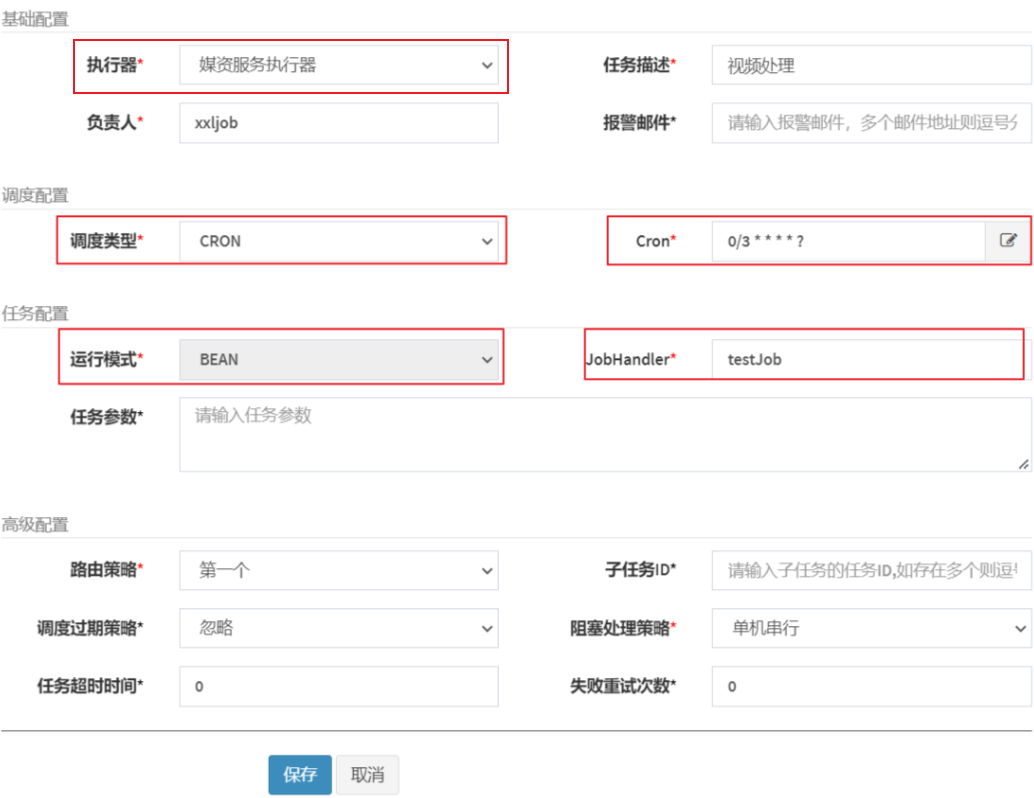 基础配置
执行器* 媒资服务执行器 任务描述* 视频处理
负责人* xxljob 报警邮件* 请输入报警邮件，多个邮件地址则逗号分
调度配置
调度类型* CRON Cron* 0/3 * * * * ?
任务配置
运行模式* BEAN JobHandler* testJob
任务参数* 请输入任务参数
高级配置
路由策略* 第一个 子任务ID* 请输入子任务的任务ID,如存在多个则逗
调度过期策略* 忽略 阻塞处理策略* 单机串行
任务超时时间* 0 失败重试次数* 0
保存 取消